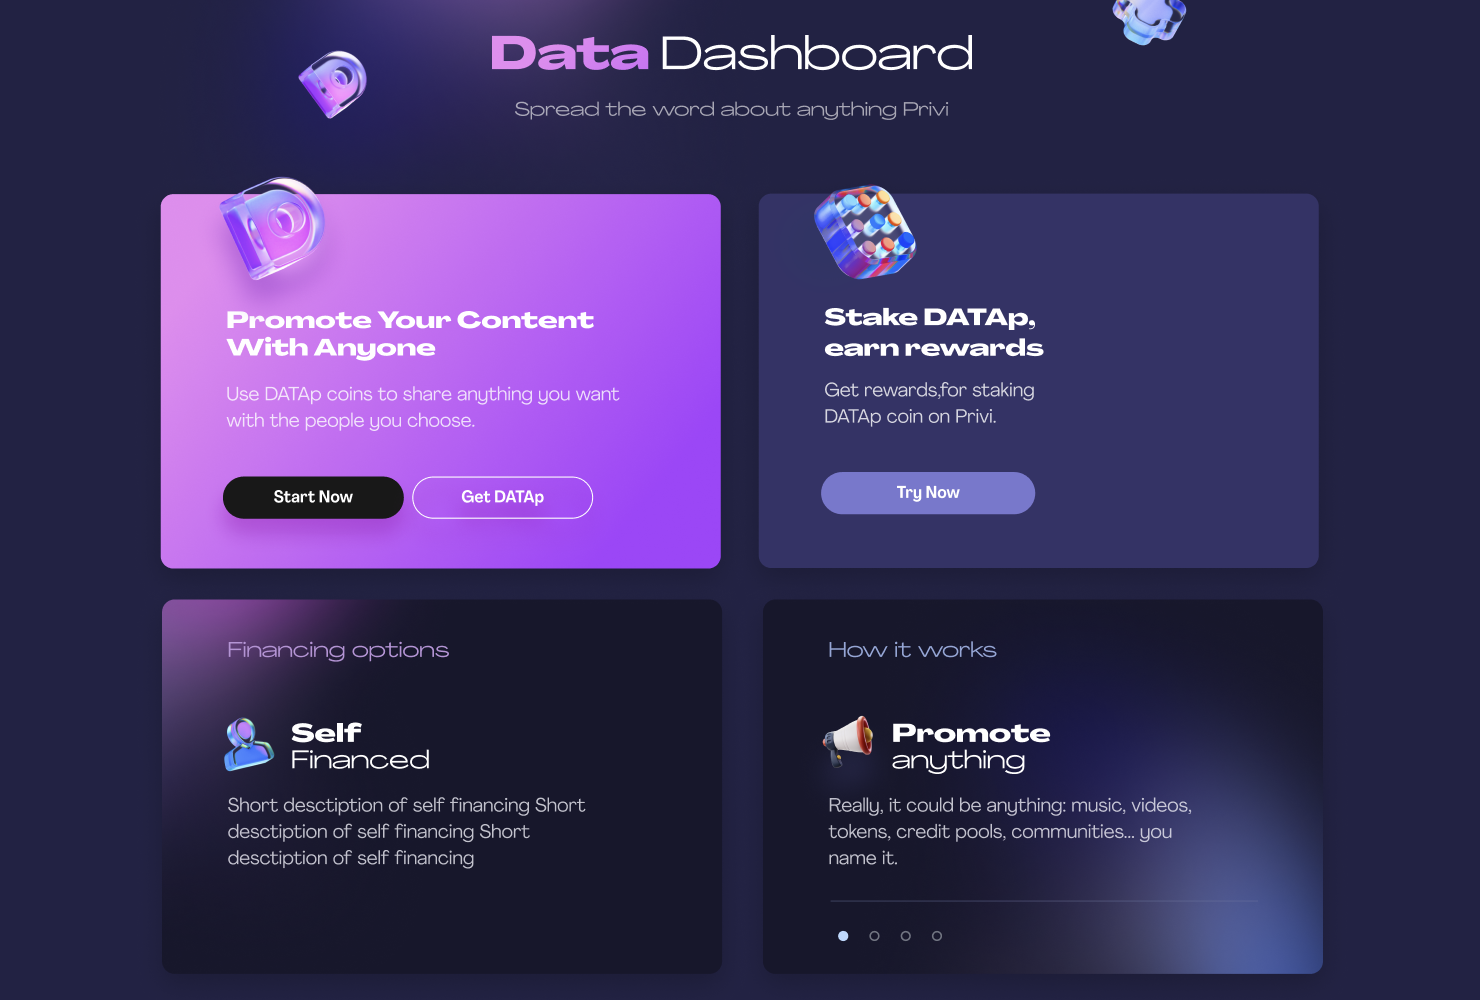 Data Dashboard
Spread the word about anything Privi
Promote Your Content
With Anyone
Use DATAp coins to share anything you want
with the people you choose.
Start Now
Get DATAp
Stake DATAp,
earn rewards
Get rewards,for staking
DATAp coin on Privi.
Try Now
Financing options
Self
Financed
Short desctiption of self financing Short
desctiption of self financing Short
desctiption of self financing
How it works
Promote
anything
Really, it could be anything: music, videos,
tokens, credit pools, communities... you
name it.